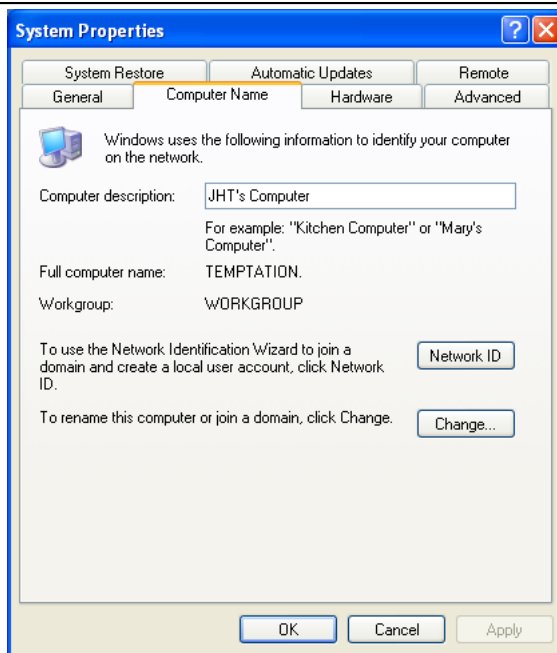 System Properties
System Restore Automatic Updates Remote
General Computer Name Hardware Advanced
Windows uses the following information to identify your computer
on the network.
Computer description: JHT's Computer
For example: "Kitchen Computer" or "Mary's
Computer".
Full computer name: TEMPTATION.
Workgroup: WORKGROUP
To use the Network Identification Wizard to join a
domain and create a local user account, click Network
ID.
Network ID
To rename this computer or join a domain, click Change.
Change...
OK Cancel Apply